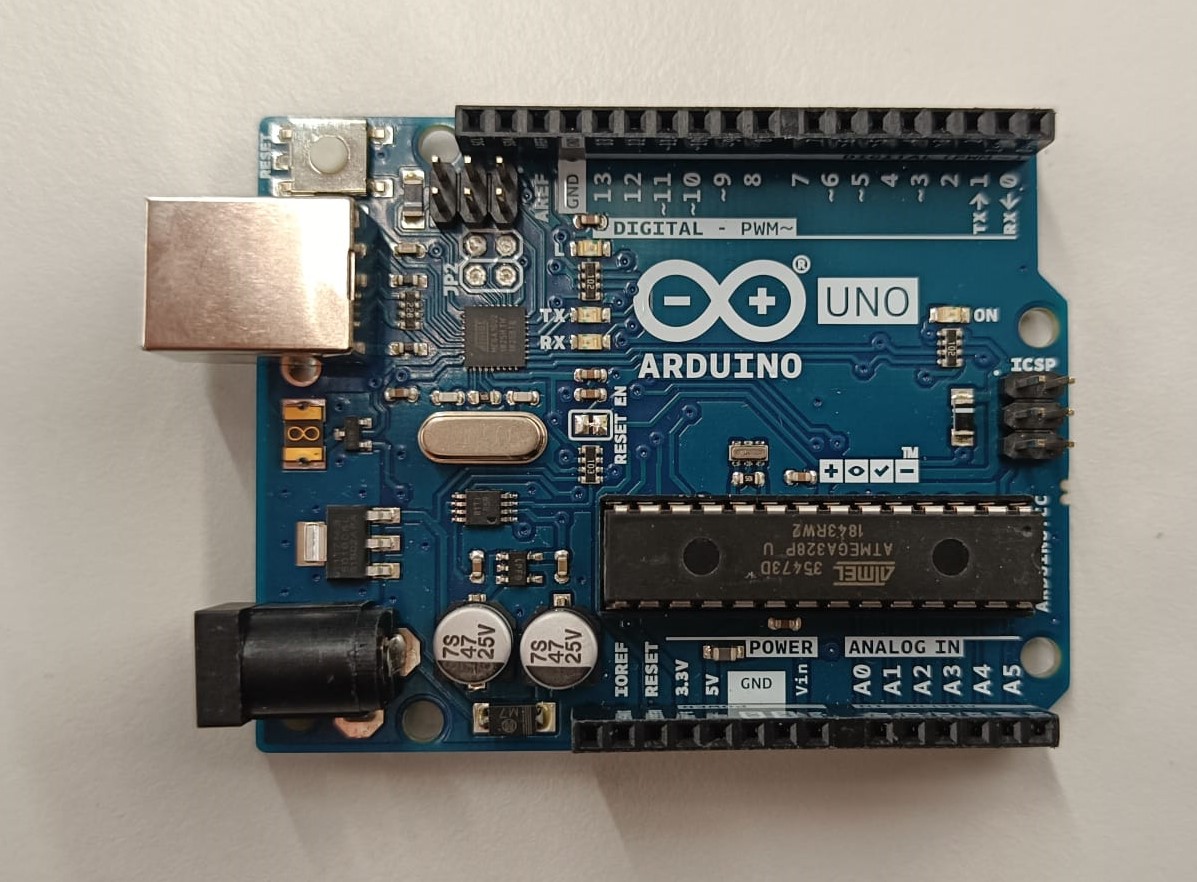 RESET
AREF
GND
13
12
~11
~10
~9
8
7
~6
~5
4
~3
2
TX→1
RX←0
DIGITAL - PWM~
L
JP2
TX
RX
®
UNO
ARDUINO
ON
ICSP
RESET EN
8
TM
ATMEL
35473D
ATMEGA328P U
1843RW2
7S
47
25V
7S
47
25V
IOREF
RESET
3.3V
5V
GND
Vin
POWER
ANALOG IN
A0
A1
A2
A3
A4
A5